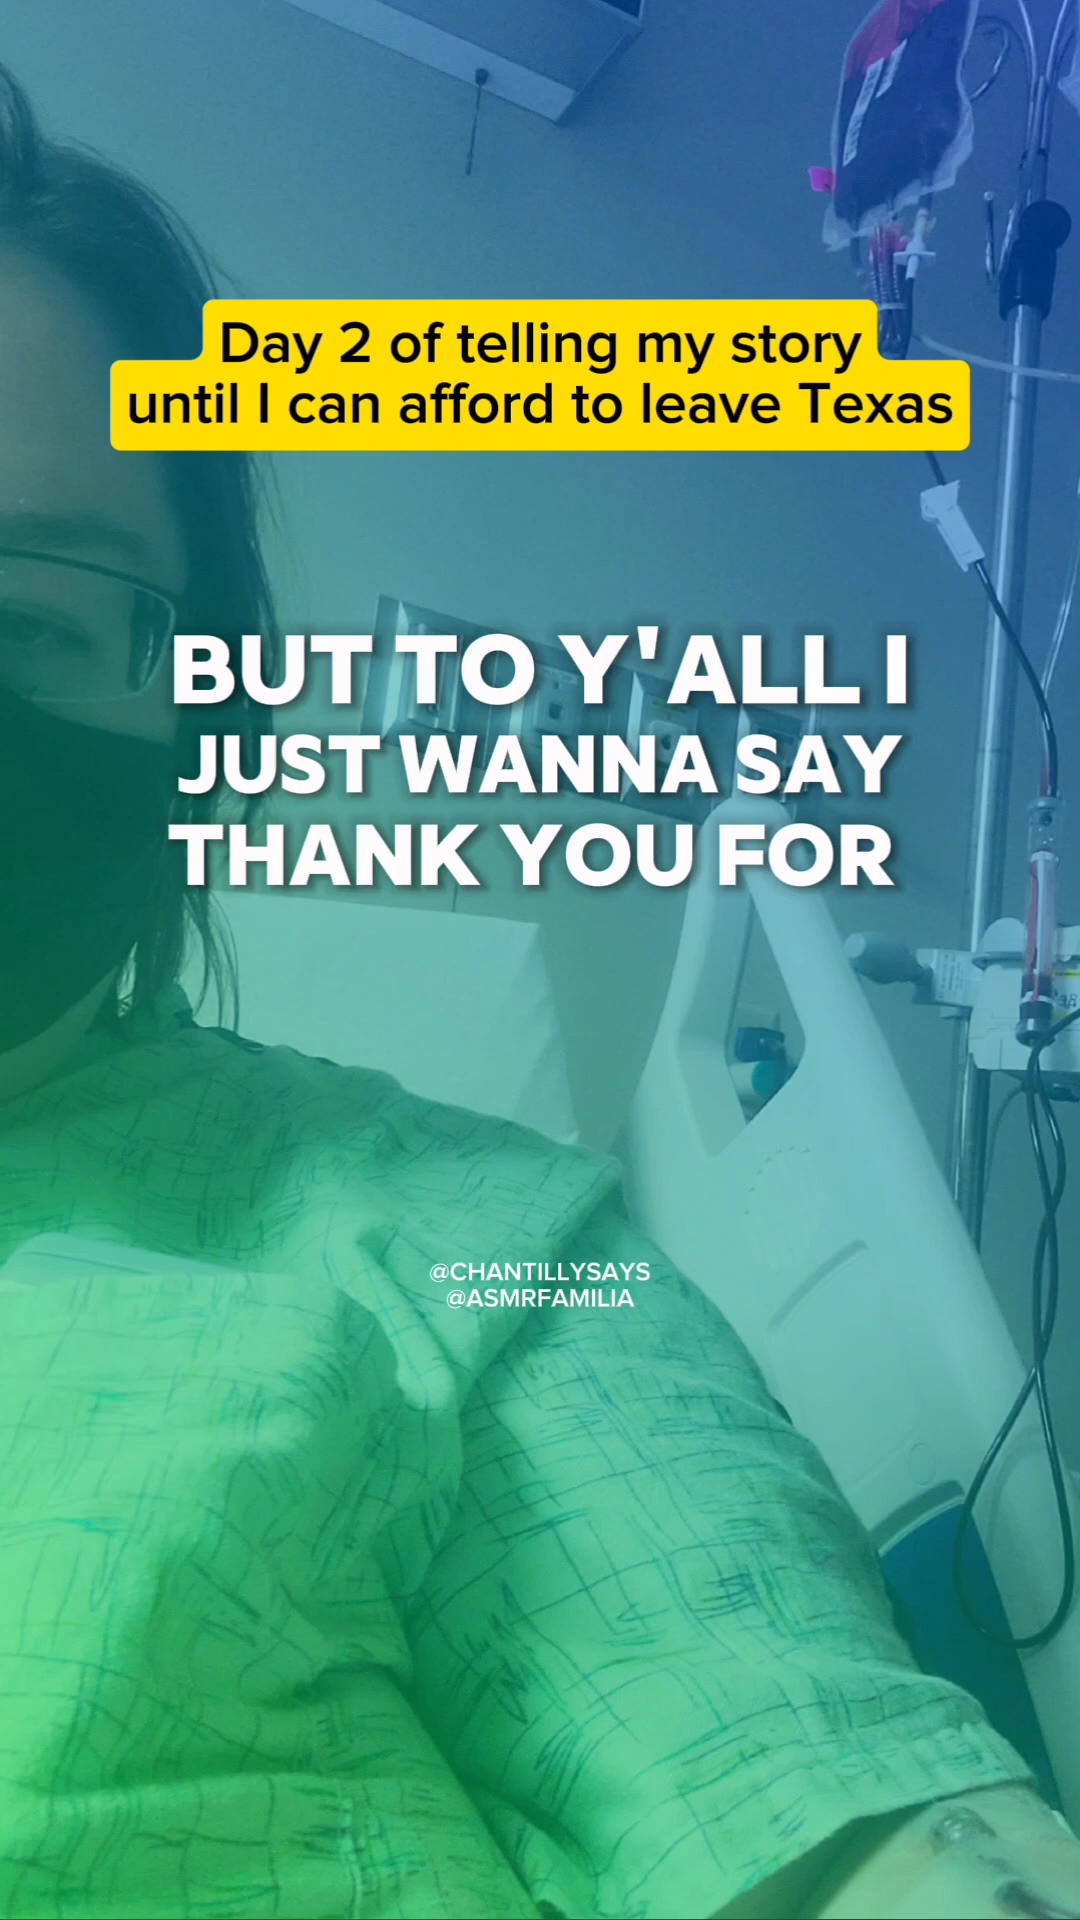 Day 2 of telling my story
until I can afford to leave Texas
BUT TO Y'ALL I
JUST WANNA SAY
THANK YOU FOR
@CHANTILLYSAYS
@ASMRFAMILIA